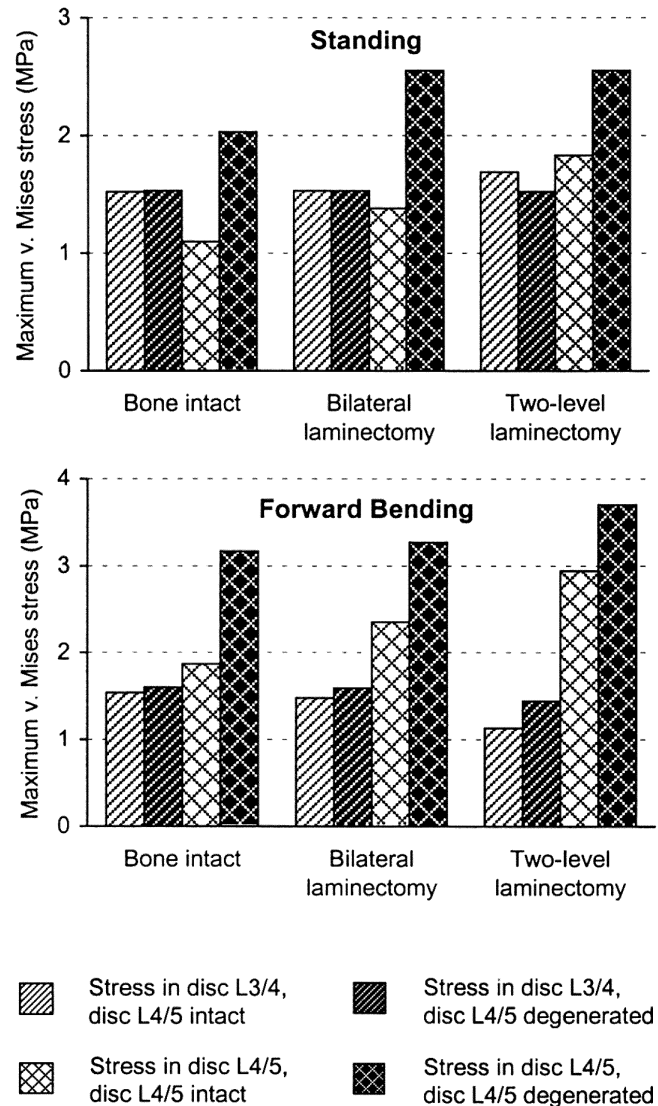 Standing
Maximum v. Mises stress (MPa)
3
2
1
0
Bone intact
Bilateral
laminectomy
Two-level
laminectomy
Forward Bending
Maximum v. Mises stress (MPa)
4
3
2
1
0
Bone intact
Bilateral
laminectomy
Two-level
laminectomy
Stress in disc L3/4,
disc L4/5 intact
Stress in disc L3/4,
disc L4/5 degenerated
Stress in disc L4/5,
disc L4/5 intact
Stress in disc L4/5,
disc L4/5 degenerated